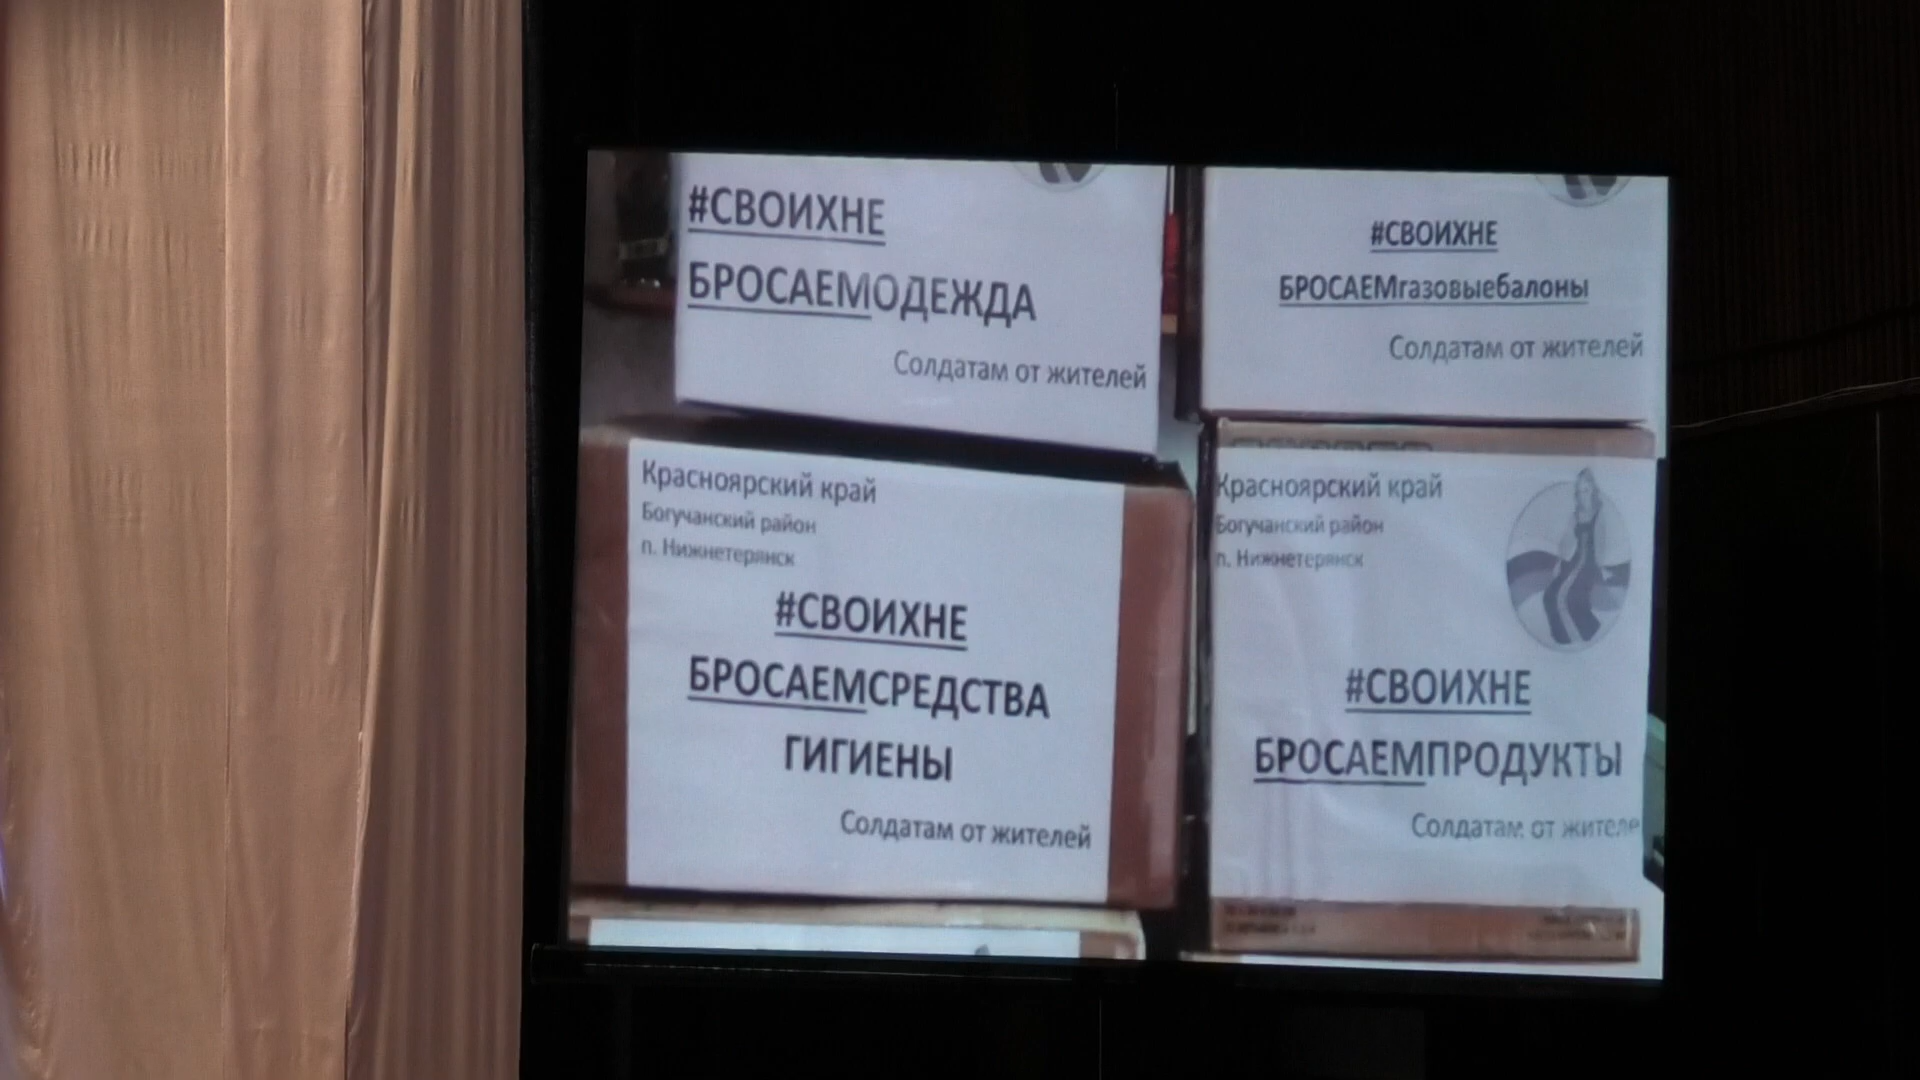 #СВОИХНЕ
БРОСАЕМОДЕЖДА
Солдатам от жителей
#СВОИХНЕ
БРОСАЕМгазовыебалоны
Солдатам от жителей
Красноярский край
Богучанский район
п. Нижнетерянск
#СВОИХНЕ
БРОСАЕМСРЕДСТВА
ГИГИЕНЫ
Солдатам от жителей
Красноярский край
Богучанский район
п. Нижнетерянск
#СВОИХНЕ
БРОСАЕМПРОДУКТЫ
Солдатам от жителе